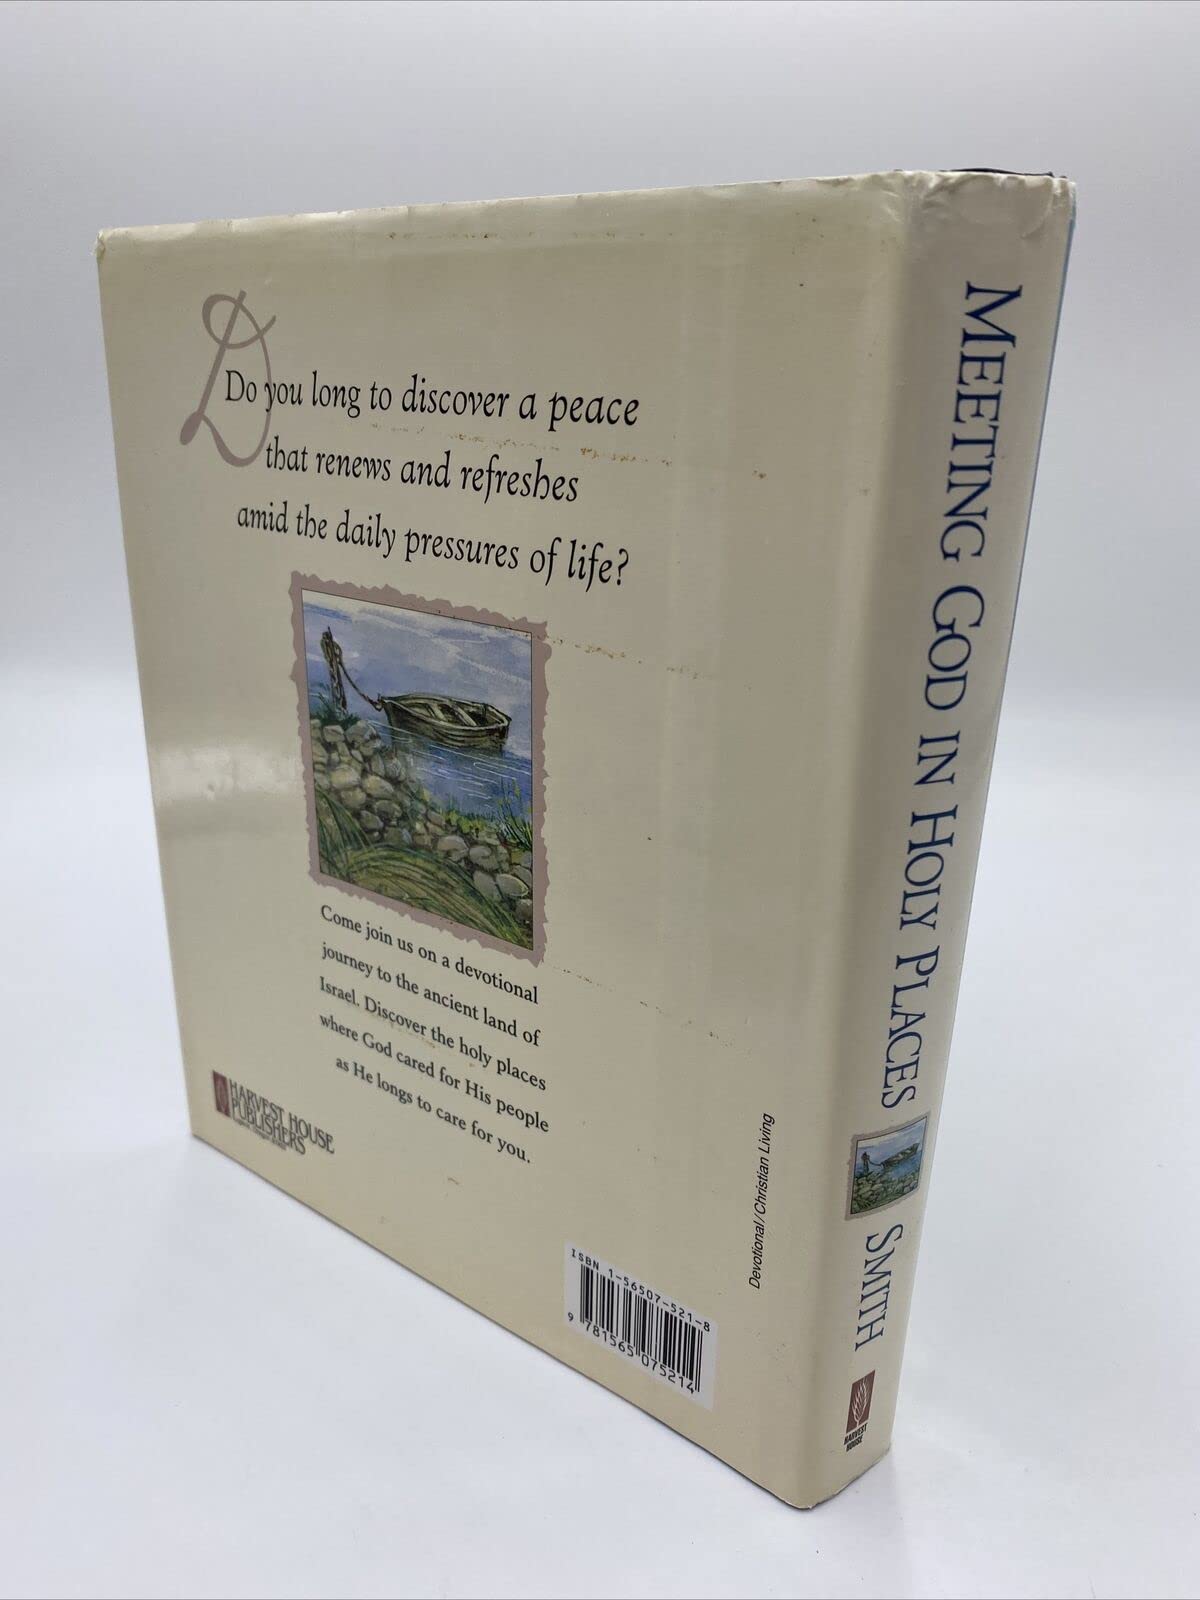 Do you long to discover a peace
that renews and refreshes
amid the daily pressures of life?
Come join us on a devotional
journey to the ancient land of
Israel. Discover the holy places
where God cared for His people
as He longs to care for you.
HARVEST HOUSE
PUBLISHERS
Devotional/Christian Living
ISBN 1-56507-521-8
9 781565 075214
MEETING GOD IN HOLY PLACES
SMITH
HARVEST
HOUSE